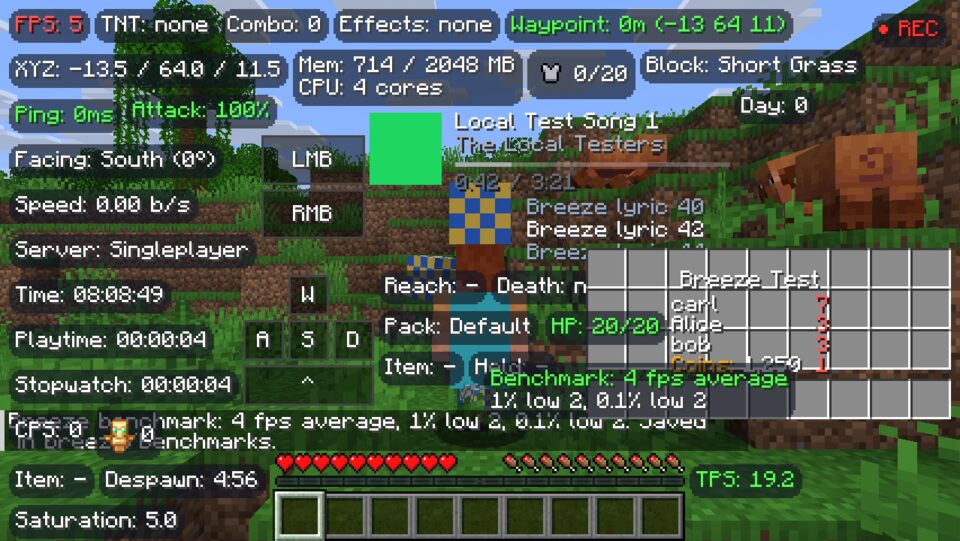 FPS: 5
TNT: none
Combo: 0
Effects: none
Waypoint: 0m (-13 64 11)
REC
XYZ: -13.5 / 64.0 / 11.5
Mem: 714 / 2048 MB
CPU: 4 cores
0/20
Block: Short Grass
Ping: 0ms
Attack: 100%
Day: 0
Local Test Song 1
The Local Testers
0:42 / 3:21
Facing: South (0°)
LMB
Speed: 0.00 b/s
RMB
Breeze lyric 40
Breeze lyric 42
Breeze lyric 44
Server: Singleplayer
Time: 08:08:49
W
Reach: -
Death:
Breeze Test
carl 7
Alice 3
bob 3
Coins: 1,250 1
Playtime: 00:00:04
A
S
D
Pack: Default
HP: 20/20
Item: -
Hold: -
Stopwatch: 00:00:04
^
Benchmark: 4 fps average
1% low 2, 0.1% low 2
Breeze benchmark: 4 fps average, 1% low 2, 0.1% low 2. Saved
in breeze benchmarks.
CPS: 0
0
Item: -
Despawn: 4:56
TPS: 19.2
Saturation: 5.0